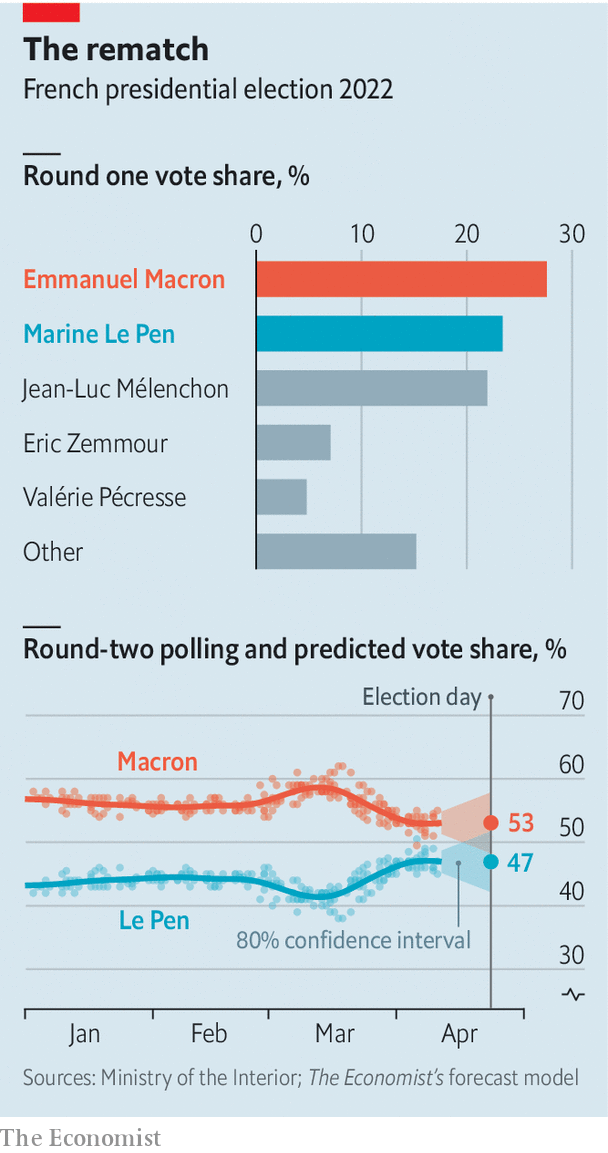 The rematch
French presidential election 2022
Round one vote share, %
0 10 20 30
Emmanuel Macron
Marine Le Pen
Jean-Luc Mélenchon
Eric Zemmour
Valérie Pécresse
Other
Round-two polling and predicted vote share, %
Election day
70
Macron
60
53
50
47
40
Le Pen
80% confidence interval
30
Jan Feb Mar Apr
Sources: Ministry of the Interior; The Economist's forecast model
The Economist